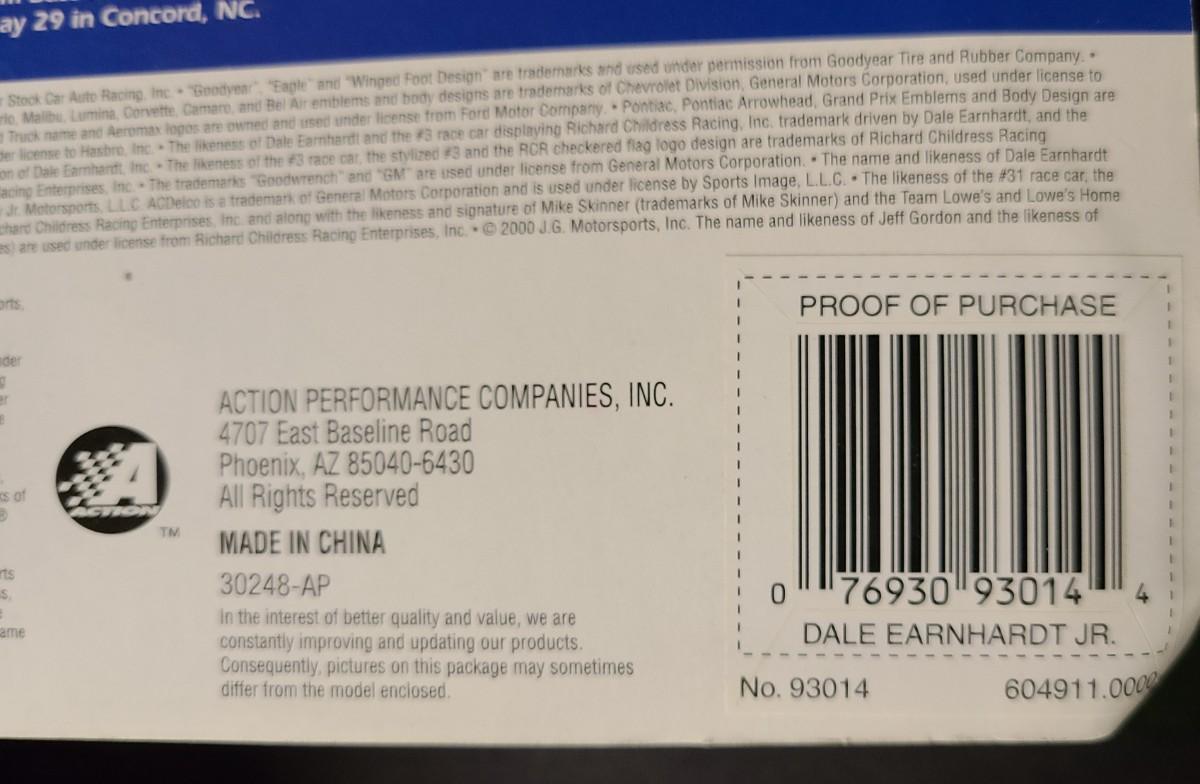 ay 29 in Concord, NC.
Stock Car Auto Racing, Inc. • "Goodyear", "Eagle" and "Winged Foot Design" are trademarks and used under permission from Goodyear Tire and Rubber Company. •
rlo, Malibu, Lumina, Corvette, Camaro, and Bel Air emblems and body designs are trademarks of Chevrolet Division, General Motors Corporation, used under license to
Truck name and Aeromax logos are owned and used under license from Ford Motor Company. • Pontiac, Pontiac Arrowhead, Grand Prix Emblems and Body Design are
der license to Hasbro, Inc. • The likeness of Dale Earnhardt and the #3 race car displaying Richard Childress Racing, Inc. trademark driven by Dale Earnhardt, and the
on of Dale Earnhardt, Inc. • The likeness of the #3 race car, the stylized #3 and the RCR checkered flag logo design are trademarks of Richard Childress Racing
acing Enterprises, Inc. • The trademarks "Goodwrench" and "GM" are used under license from General Motors Corporation. • The name and likeness of Dale Earnhardt
Jr. Motorsports, L.L.C. ACDelco is a trademark of General Motors Corporation and is used under license by Sports Image, L.L.C. • The likeness of the #31 race car, the
chard Childress Racing Enterprises, Inc. and along with the likeness and signature of Mike Skinner (trademarks of Mike Skinner) and the Team Lowe's and Lowe's Home
es) are used under license from Richard Childress Racing Enterprises, Inc. • © 2000 J.G. Motorsports, Inc. The name and likeness of Jeff Gordon and the likeness of
orts,
der
g
er
e
ks of
®
rts
s,
ame
A
ACTION
TM
ACTION PERFORMANCE COMPANIES, INC.
4707 East Baseline Road
Phoenix, AZ 85040-6430
All Rights Reserved
MADE IN CHINA
30248-AP
In the interest of better quality and value, we are
constantly improving and updating our products.
Consequently, pictures on this package may sometimes
differ from the model enclosed.
PROOF OF PURCHASE
0 76930 93014 4
DALE EARNHARDT JR.
No. 93014 604911.0000